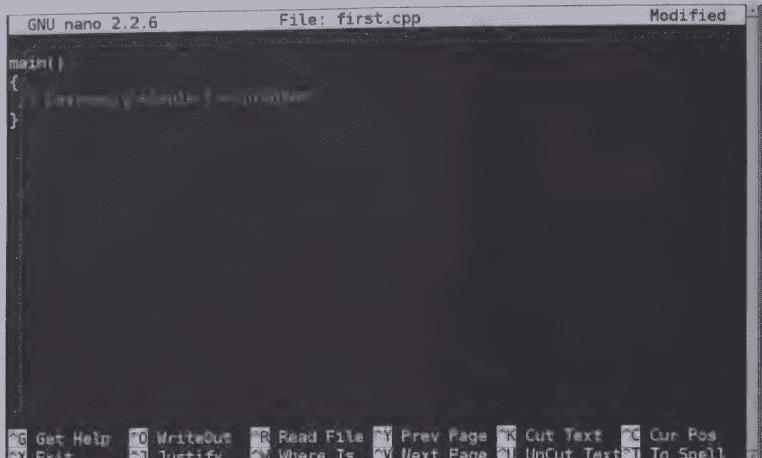 GNU nano 2.2.6 File: first.cpp Modified
main()
{
}
^G Get Help ^O WriteOut ^R Read File ^Y Prev Page ^K Cut Text ^C Cur Pos
^X Exit ^J Justify ^W Where Is ^V Next Page ^U UnCut Text ^T To Spell